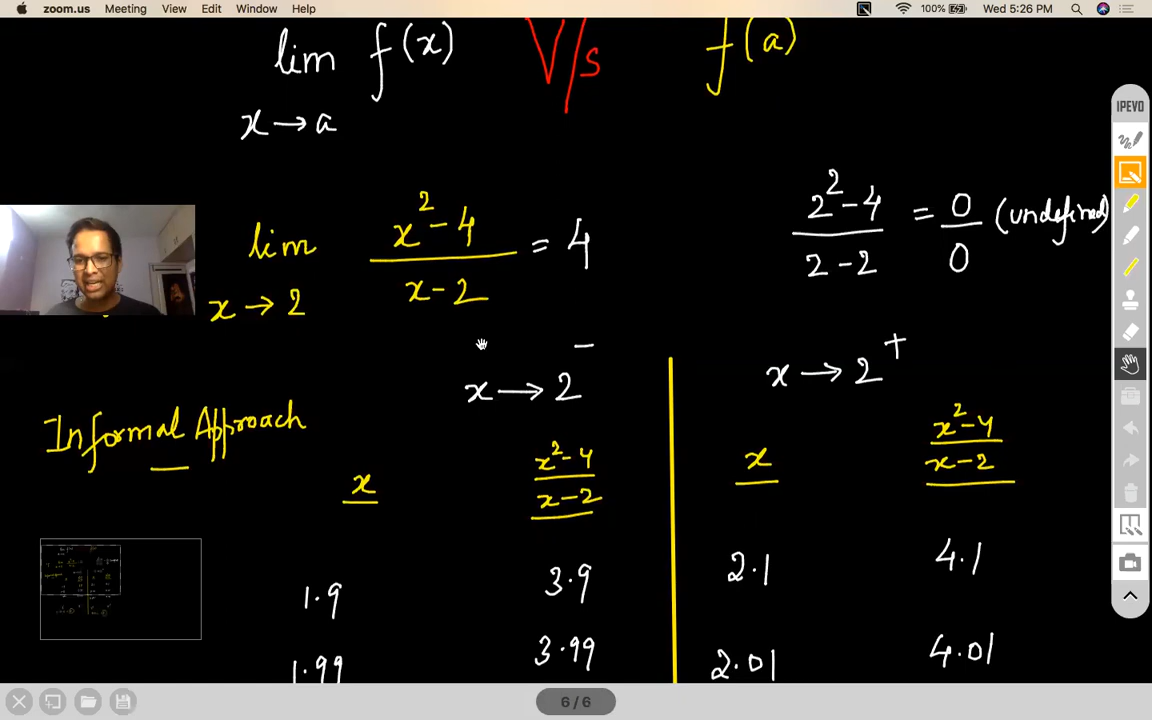 zoom.us Meeting View Edit Window Help 100% Wed 5:26 PM
lim f(x) V/s f(a)
x→a
IPEVO
lim x²-4 / x-2 = 4
x→2
2²-4 / 2-2 = 0/0 (undefined)
x→2⁻
x→2⁺
Informal Approach
x x²-4 / x-2 x x²-4 / x-2
1.9 3.9 2.1 4.1
1.99 3.99 2.01 4.01
6/6